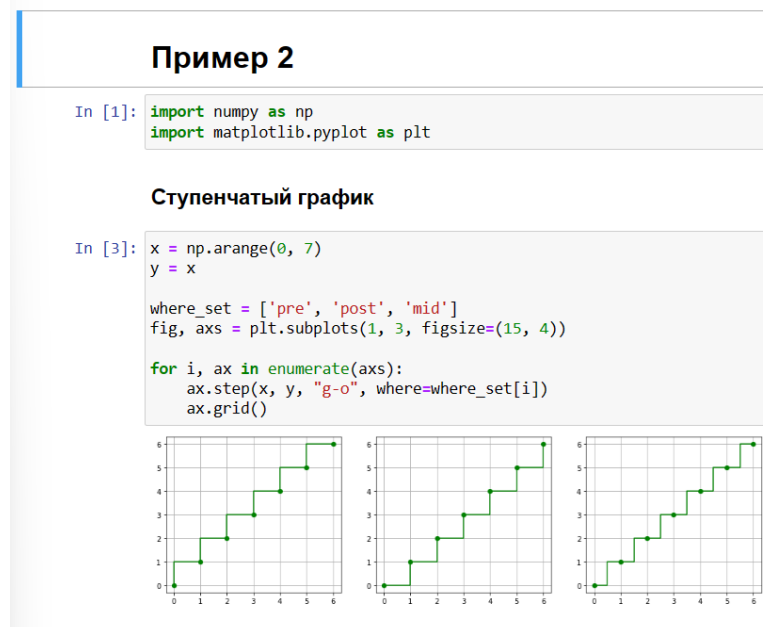 Пример 2
In [1]: import numpy as np
import matplotlib.pyplot as plt
Ступенчатый график
In [3]: x = np.arange(0, 7)
y = x
where_set = ['pre', 'post', 'mid']
fig, axs = plt.subplots(1, 3, figsize=(15, 4))
for i, ax in enumerate(axs):
ax.step(x, y, "g-o", where=where_set[i])
ax.grid()
6
5
4
3
2
1
0
0 1 2 3 4 5 6
6
5
4
3
2
1
0
0 1 2 3 4 5 6
6
5
4
3
2
1
0
0 1 2 3 4 5 6